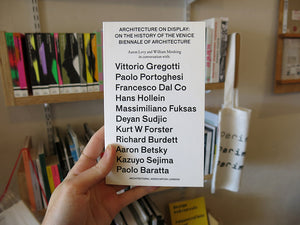 ARCHITECTURE ON DISPLAY:
ON THE HISTORY OF THE VENICE
BIENNALE OF ARCHITECTURE
Aaron Levy and William Menking
in conversation with:
Vittorio Gregotti
Paolo Portoghesi
Francesco Dal Co
Hans Hollein
Massimiliano Fuksas
Deyan Sudjic
Kurt W Forster
Richard Burdett
Aaron Betsky
Kazuyo Sejima
Paolo Baratta
ARCHITECTURAL ASSOCIATION LONDON